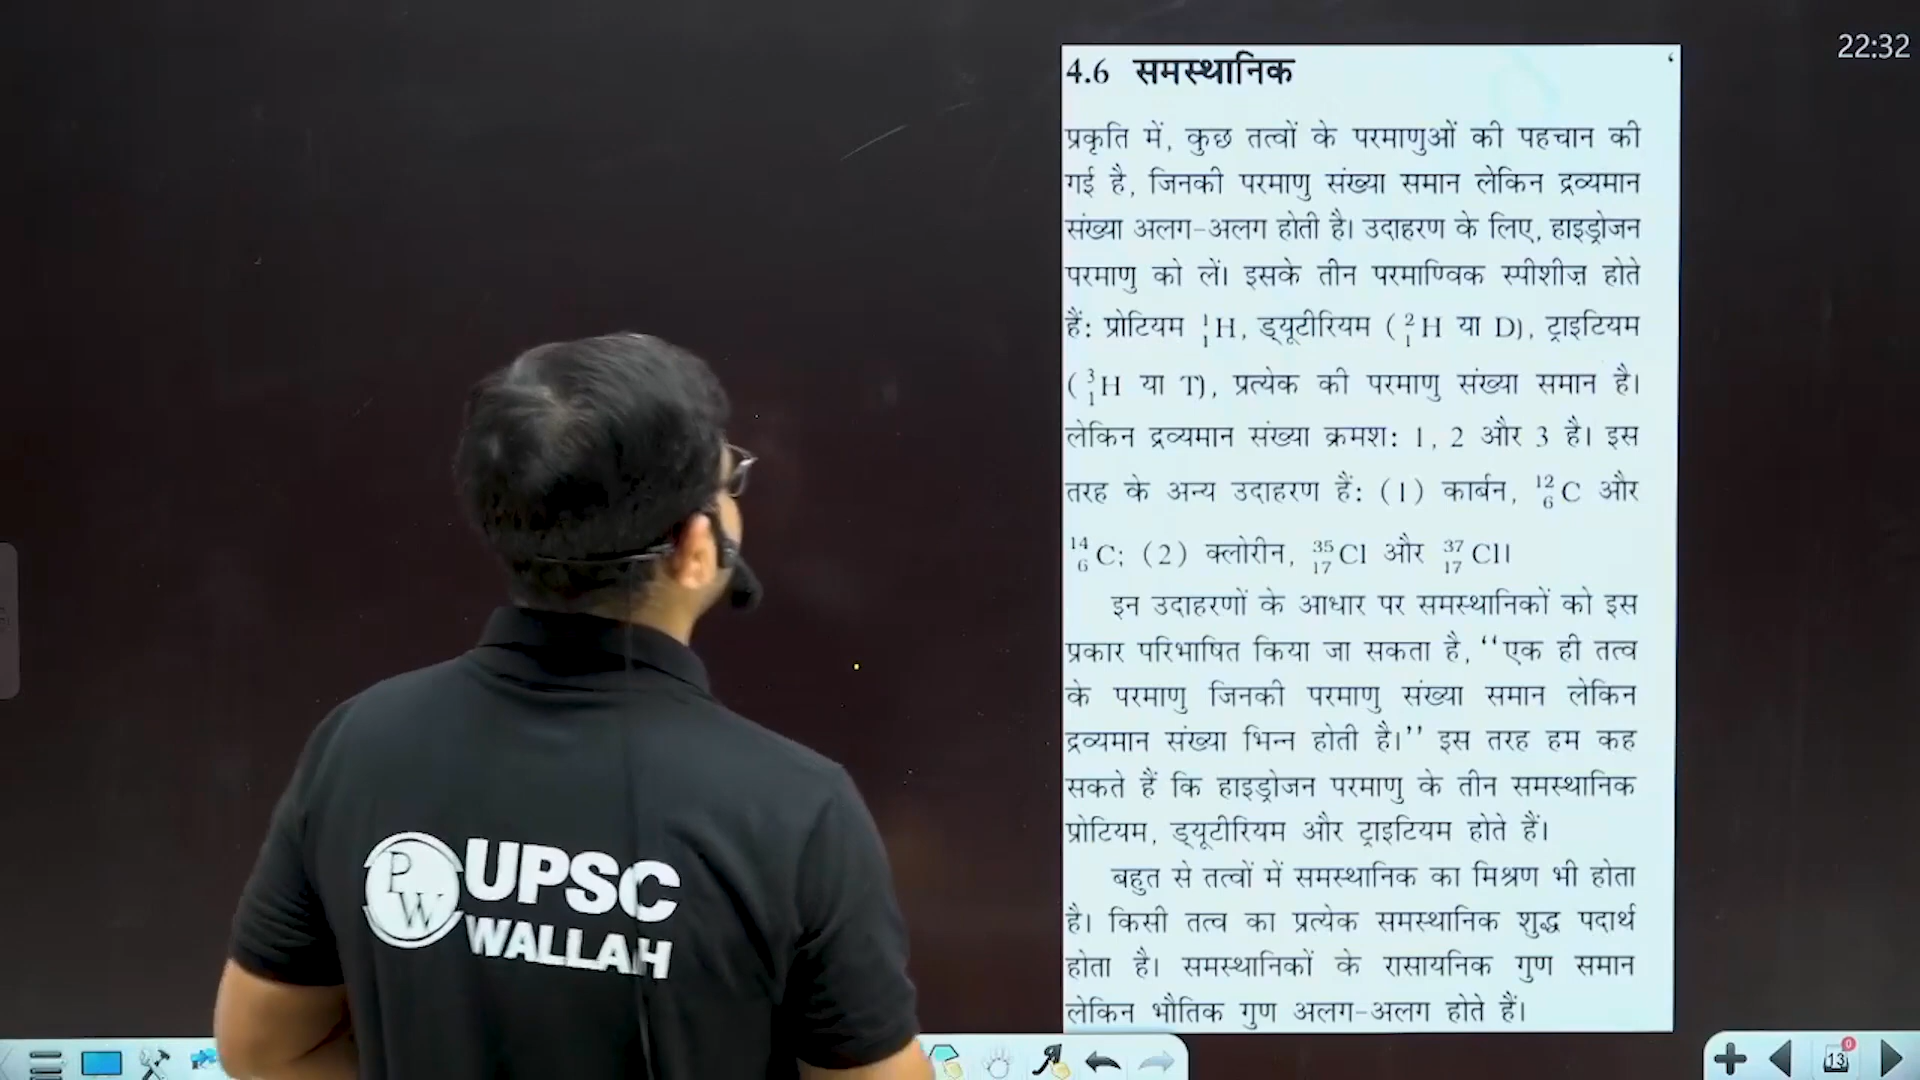 22:32
4.6 समस्थानिक
प्रकृति में, कुछ तत्वों के परमाणुओं की पहचान की
गई है, जिनकी परमाणु संख्या समान लेकिन द्रव्यमान
संख्या अलग-अलग होती है। उदाहरण के लिए, हाइड्रोजन
परमाणु को लें। इसके तीन परमाण्विक स्पीशीज़ होते
हैं: प्रोटियम ¹₁H, ड्यूटीरियम ( ²₁H या D), ट्राइटियम
( ³₁H या T), प्रत्येक की परमाणु संख्या समान है।
लेकिन द्रव्यमान संख्या क्रमश: 1, 2 और 3 है। इस
तरह के अन्य उदाहरण हैं: (1) कार्बन, ¹²₆C और
¹⁴₆C; (2) क्लोरीन, ³⁵₁₇Cl और ³⁷₁₇Cl।
इन उदाहरणों के आधार पर समस्थानिकों को इस
प्रकार परिभाषित किया जा सकता है, ‘‘एक ही तत्व
के परमाणु जिनकी परमाणु संख्या समान लेकिन
द्रव्यमान संख्या भिन्न होती है।’’ इस तरह हम कह
सकते हैं कि हाइड्रोजन परमाणु के तीन समस्थानिक
प्रोटियम, ड्यूटीरियम और ट्राइटियम होते हैं।
बहुत से तत्वों में समस्थानिक का मिश्रण भी होता
है। किसी तत्व का प्रत्येक समस्थानिक शुद्ध पदार्थ
होता है। समस्थानिकों के रासायनिक गुण समान
लेकिन भौतिक गुण अलग-अलग होते हैं।
PW UPSC
WALLAH
13
0